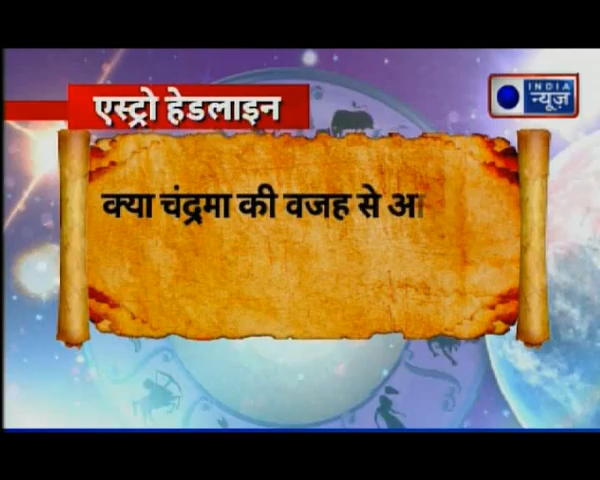 एस्ट्रो हेडलाइन
INDIA
न्यूज़
क्या चंद्रमा की वजह से